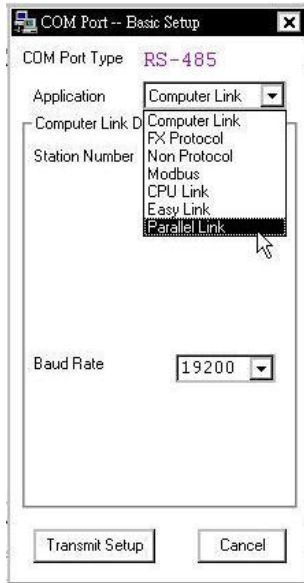 COM Port -- Basic Setup
COM Port Type RS-485
Application Computer Link
Computer Link D
Computer Link
FX Protocol
Station Number
Non Protocol
Modbus
CPU Link
Easy Link
Parallel Link
Baud Rate 19200
Transmit Setup Cancel